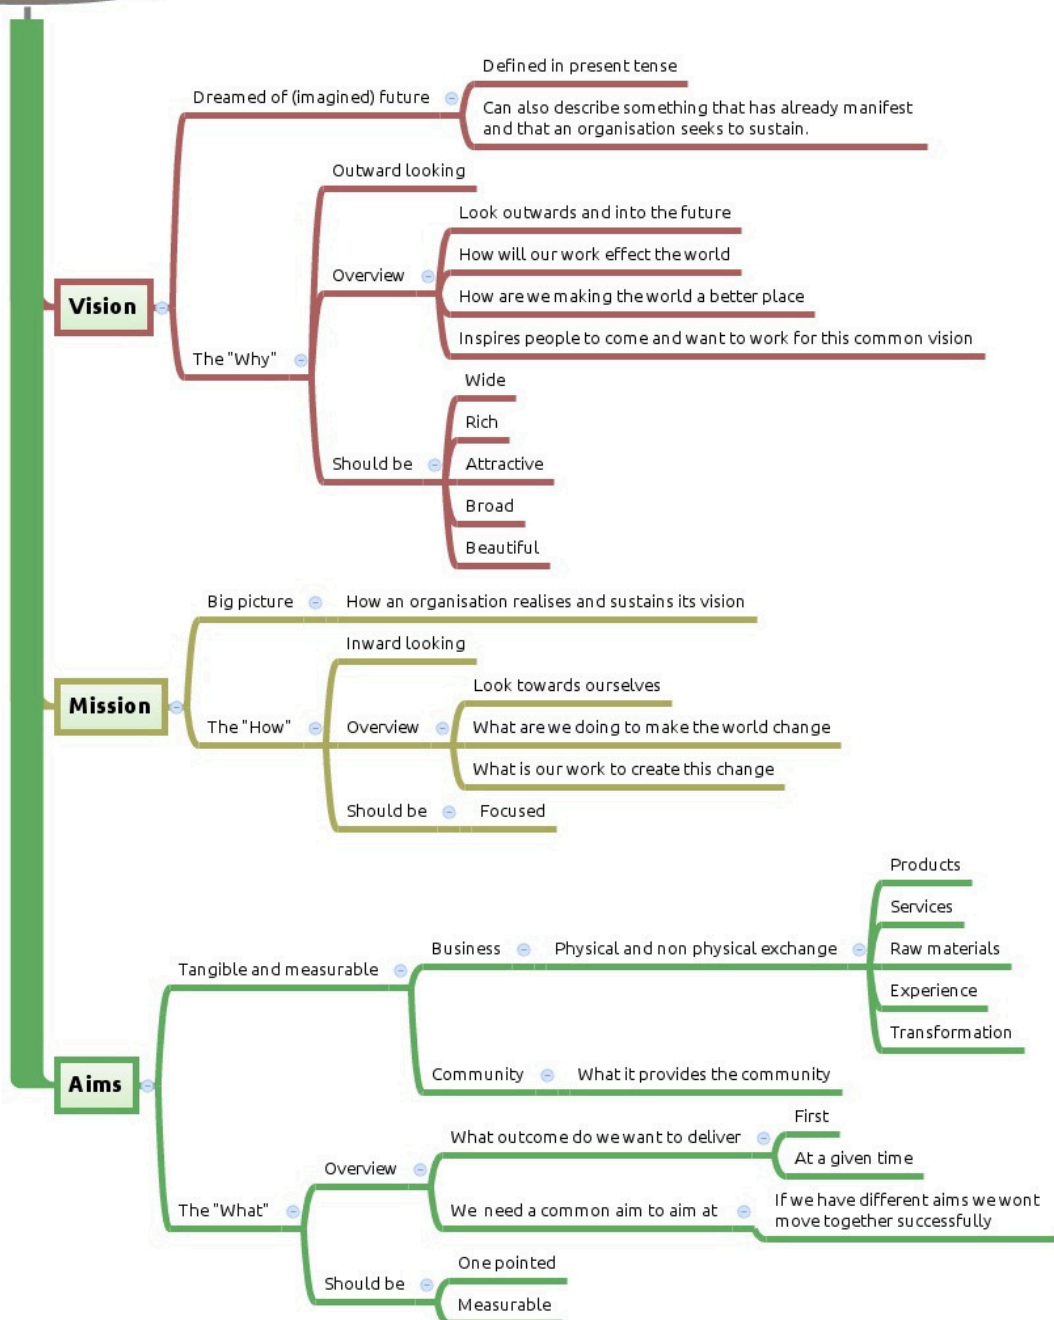 Defined in present tense
Dreamed of (imagined) future
Can also describe something that has already manifest
and that an organisation seeks to sustain.
Outward looking
Look outwards and into the future
How will our work effect the world
Overview
How are we making the world a better place
Vision
Inspires people to come and want to work for this common vision
The "Why"
Wide
Rich
Should be
Attractive
Broad
Beautiful
Big picture
How an organisation realises and sustains its vision
Inward looking
Look towards ourselves
Mission
The "How"
Overview
What are we doing to make the world change
What is our work to create this change
Should be
Focused
Products
Services
Business
Physical and non physical exchange
Raw materials
Tangible and measurable
Experience
Transformation
Community
What it provides the community
Aims
First
What outcome do we want to deliver
At a given time
Overview
The "What"
We need a common aim to aim at
If we have different aims we wont
move together successfully
One pointed
Should be
Measurable